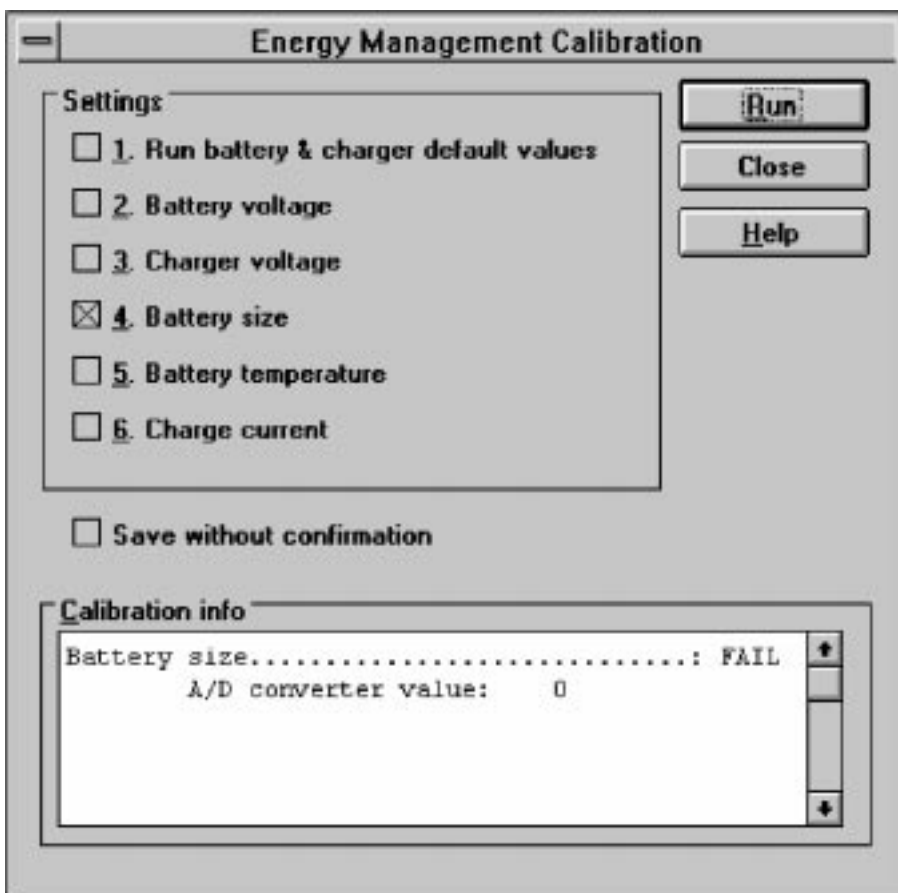 Energy Management Calibration
Settings
1. Run battery & charger default values
2. Battery voltage
3. Charger voltage
4. Battery size
5. Battery temperature
6. Charge current
Run
Close
Help
Save without confirmation
Calibration info
Battery size..............................: FAIL
A/D converter value: 0